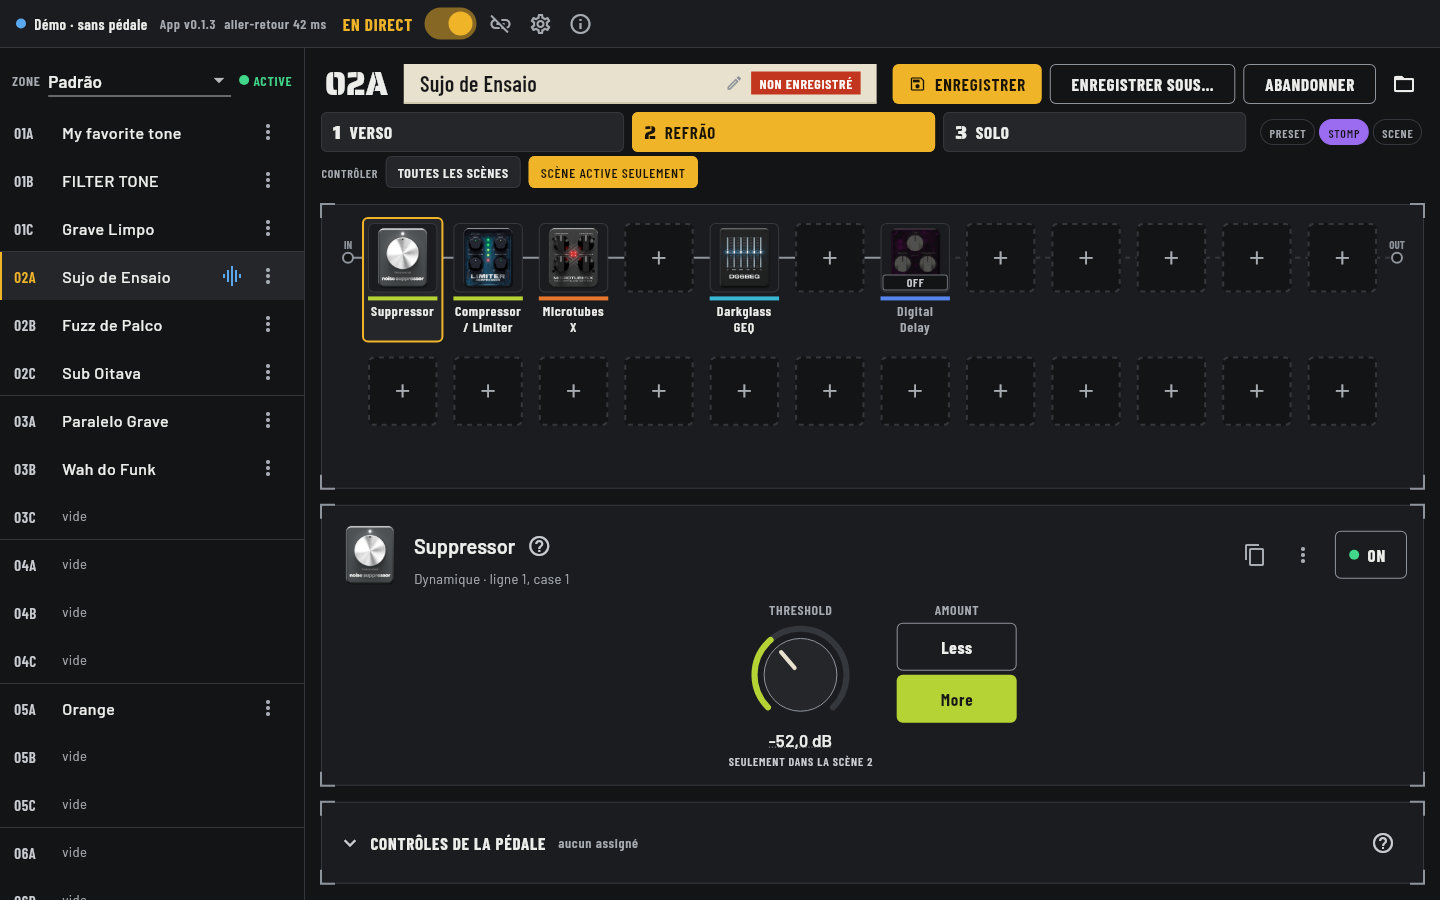 Démo · sans pédale App v0.1.3 aller-retour 42 ms EN DIRECT
ZONE Padrão ACTIVE
01A My favorite tone
01B FILTER TONE
01C Grave Limpo
02A Sujo de Ensaio
02B Fuzz de Palco
02C Sub Oitava
03A Paralelo Grave
03B Wah do Funk
03C vide
04A vide
04B vide
04C vide
05A Orange
05B vide
05C vide
06A vide
02A Sujo de Ensaio NON ENREGISTRÉ ENREGISTRER ENREGISTRER SOUS... ABANDONNER
1 VERSO 2 REFRÃO 3 SOLO PRESET STOMP SCENE
CONTRÔLER TOUTES LES SCÈNES SCÈNE ACTIVE SEULEMENT
IN OUT
OFF
Suppressor Compressor / Limiter Microtubes X Darkglass GEQ Digital Delay
Suppressor
Dynamique · ligne 1, case 1
ON
THRESHOLD AMOUNT
Less
More
-52,0 dB
SEULEMENT DANS LA SCÈNE 2
CONTRÔLES DE LA PÉDALE aucun assigné